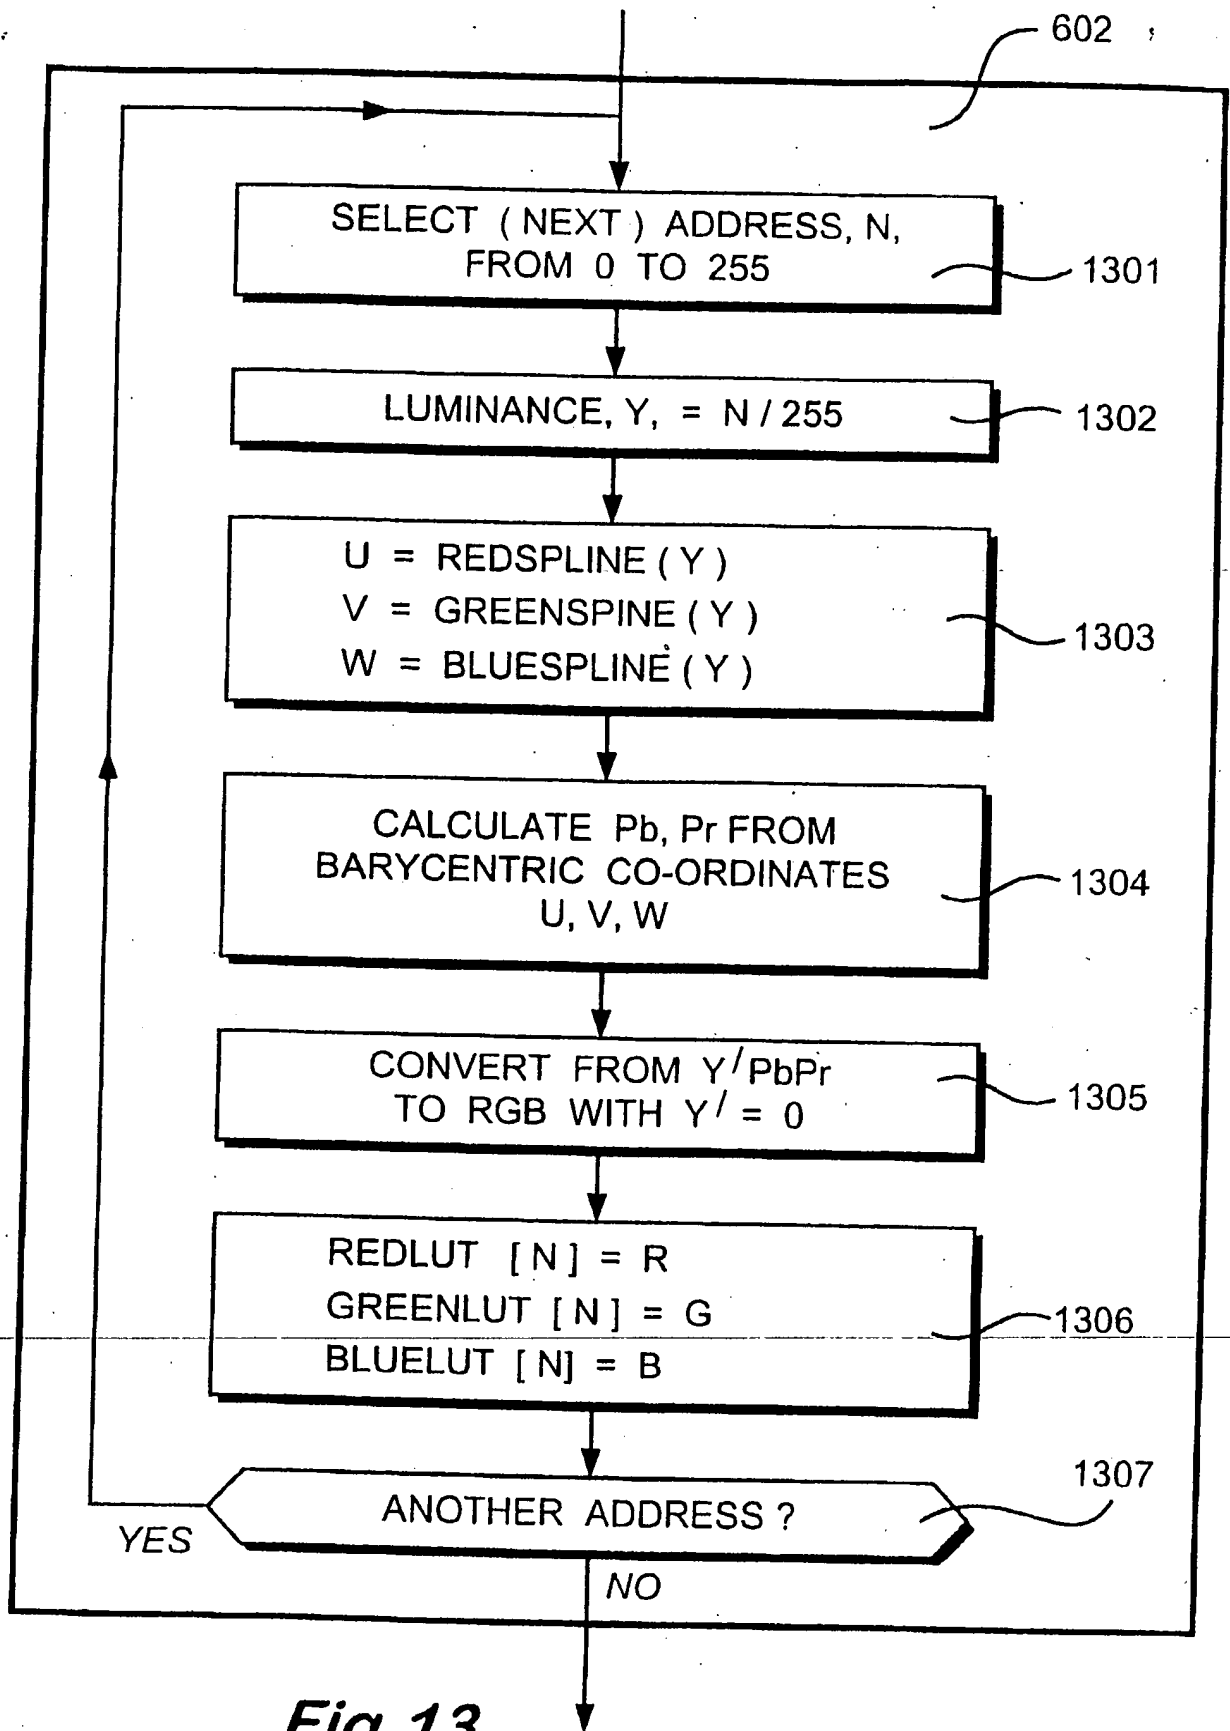 602
SELECT ( NEXT ) ADDRESS, N,
FROM 0 TO 255
1301
LUMINANCE, Y, = N / 255
1302
U = REDSPLINE ( Y )
V = GREENSPINE ( Y )
W = BLUESPLINE ( Y )
1303
CALCULATE Pb, Pr FROM
BARYCENTRIC CO-ORDINATES
U, V, W
1304
CONVERT FROM Y/PbPr
TO RGB WITH Y/ = 0
1305
REDLUT [ N ] = R
GREENLUT [ N ] = G
BLUELUT [ N] = B
1306
1307
ANOTHER ADDRESS ?
YES
NO
Fig 13